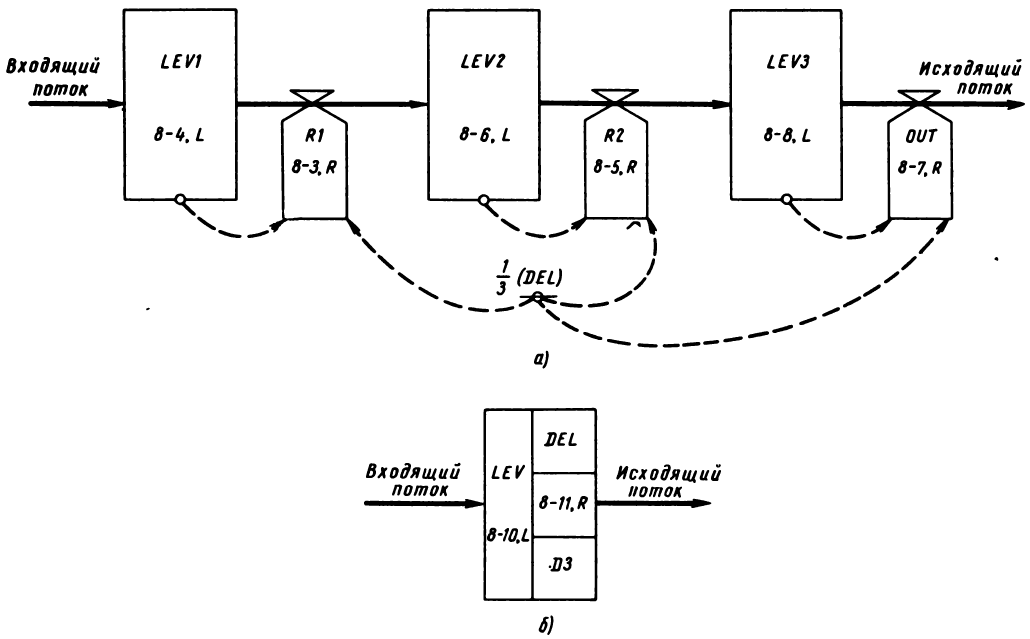 Входящий
поток
LEV1
8-4, L
R1
8-3, R
LEV2
8-6, L
R2
8-5, R
LEV3
8-8, L
OUT
8-7, R
Исходящий
поток
1/3 (DEL)
а)
Входящий
поток
LEV
8-10, L
DEL
8-11, R
D3
Исходящий
поток
б)